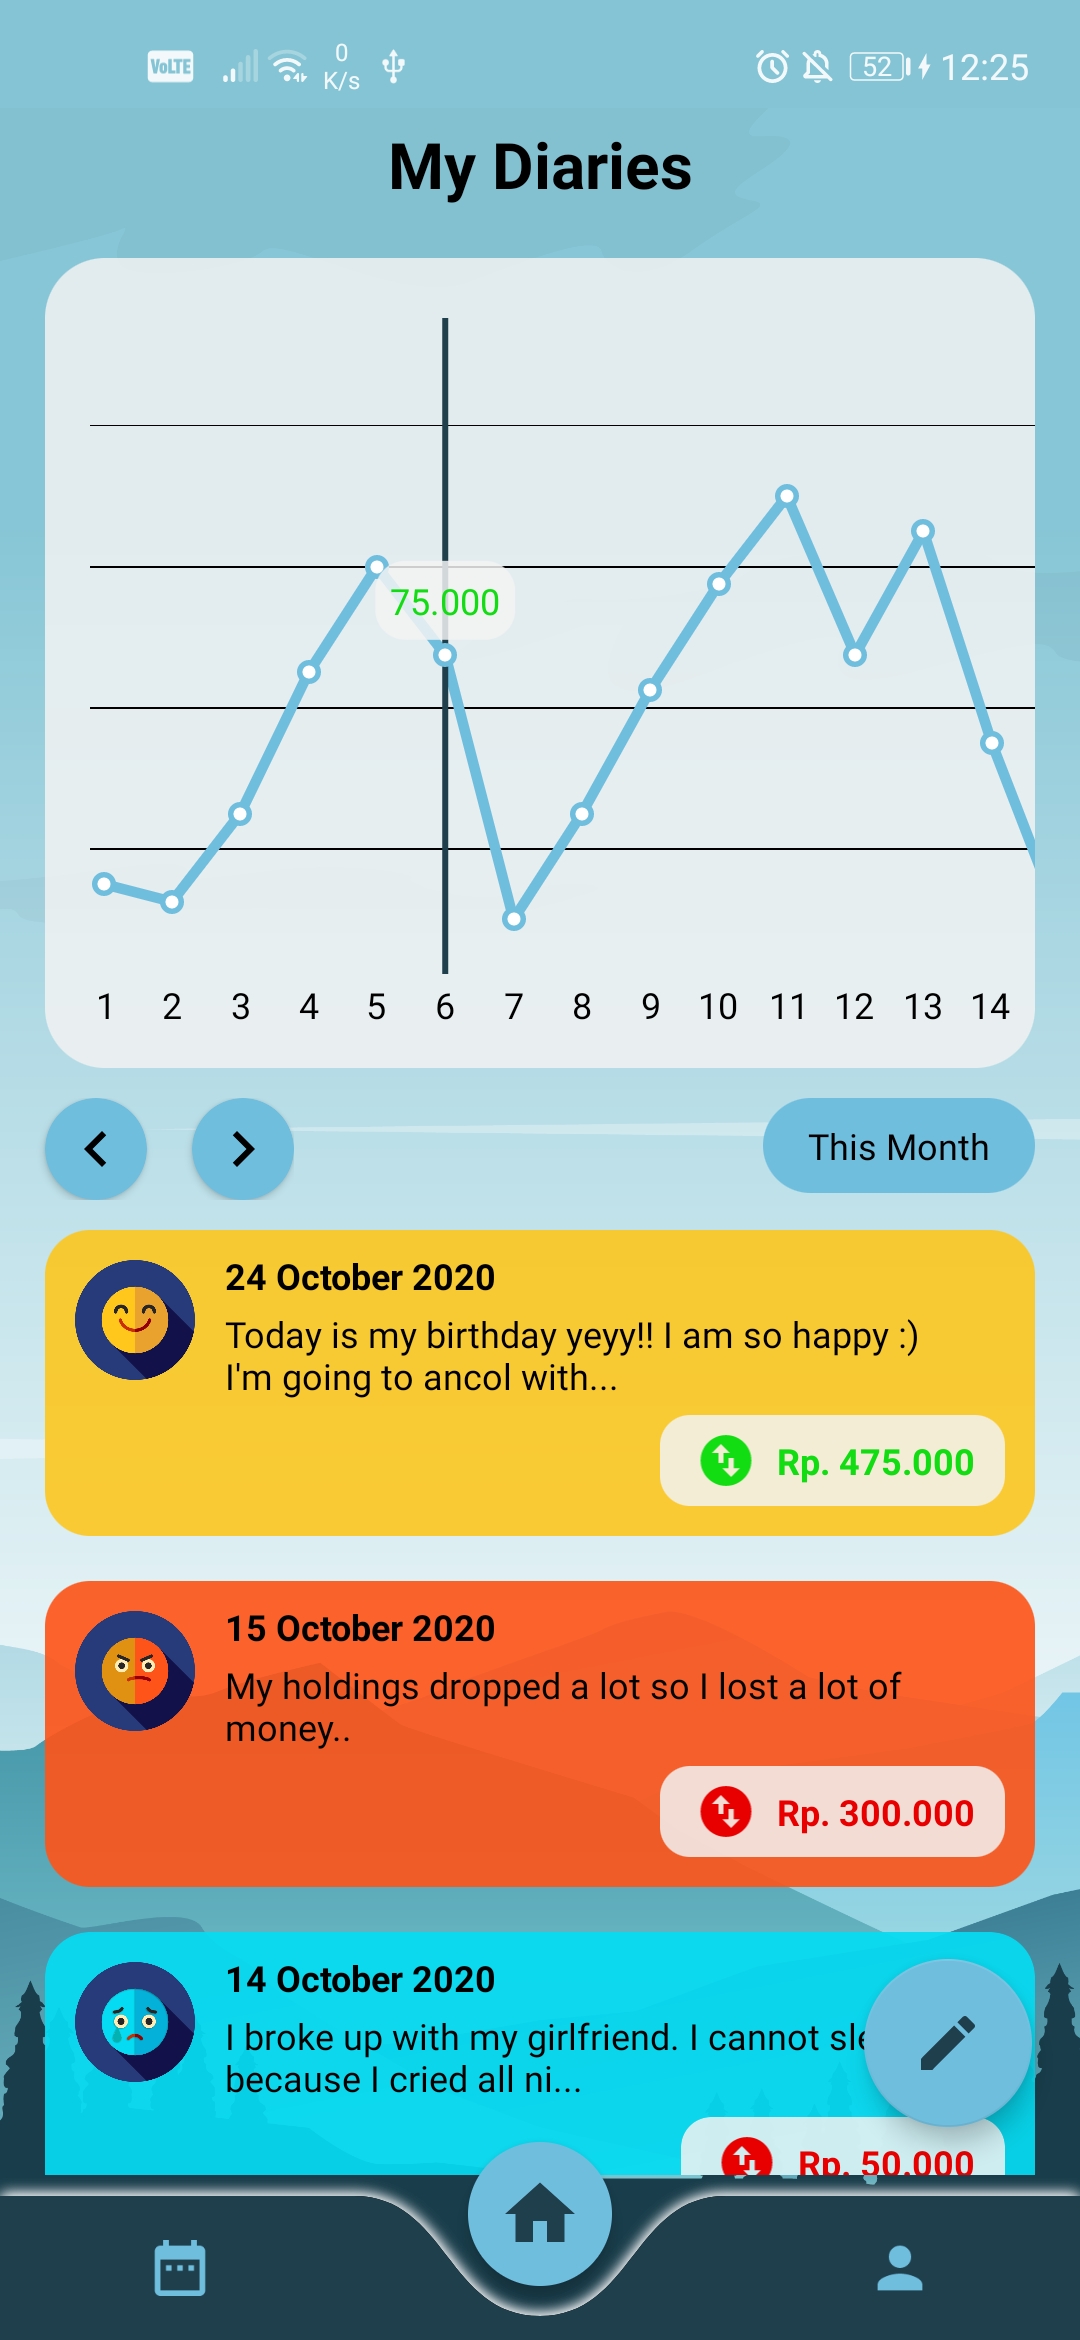 VoLTE 0 K/s 52 12:25
My Diaries
75.000
1 2 3 4 5 6 7 8 9 10 11 12 13 14
This Month
24 October 2020
Today is my birthday yeyy!! I am so happy :)
I'm going to ancol with...
Rp. 475.000
15 October 2020
My holdings dropped a lot so I lost a lot of
money..
Rp. 300.000
14 October 2020
I broke up with my girlfriend. I cannot
because I cried all ni...
Rp. 50.000